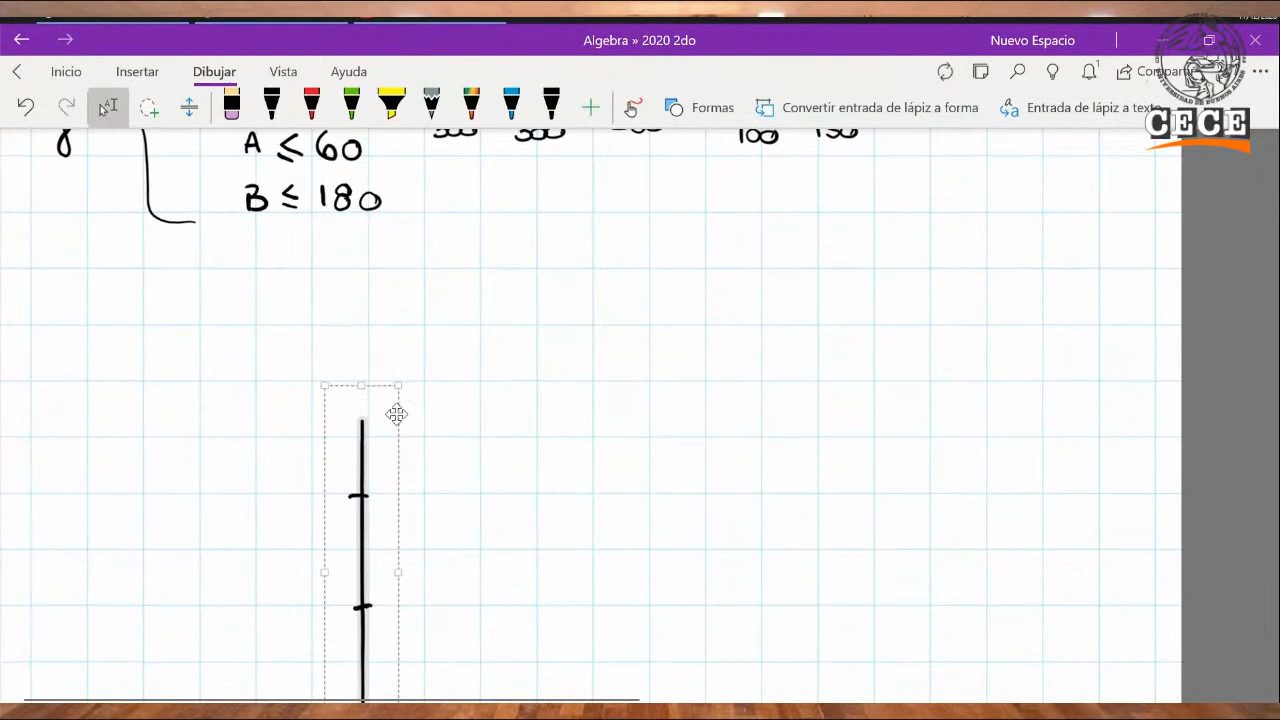 Algebra » 2020 2do
Nuevo Espacio
Inicio
Insertar
Dibujar
Vista
Ayuda
Formas
Convertir entrada de lápiz a forma
Entrada de lápiz a texto
CECE
A ≤ 60
B ≤ 180